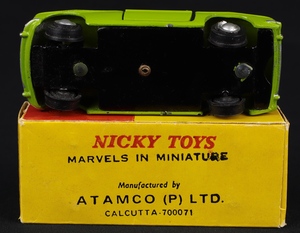 NICKY TOYS
MARVELS IN MINIATURE
Manufactured by
ATAMCO (P) LTD.
CALCUTTA-700071